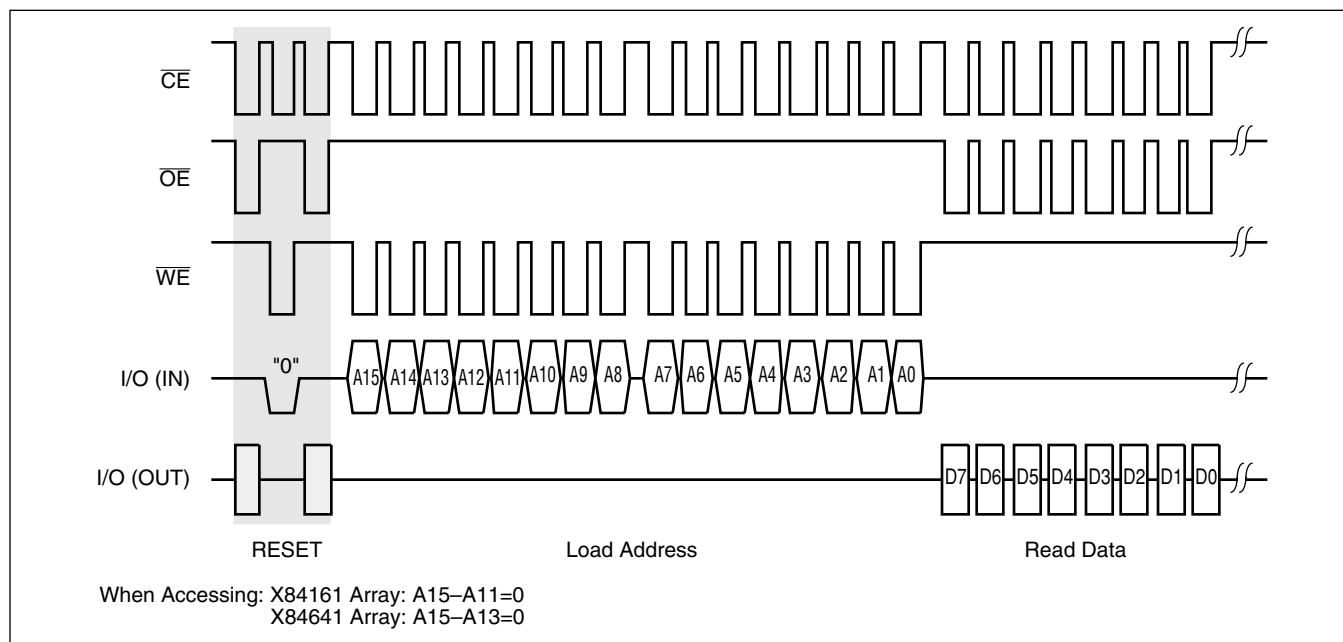 CE
OE
WE
"0"
I/O (IN)
A15 A14 A13 A12 A11 A10 A9 A8 A7 A6 A5 A4 A3 A2 A1 A0
I/O (OUT)
D7 D6 D5 D4 D3 D2 D1 D0
RESET
Load Address
Read Data
When Accessing: X84161 Array: A15–A11=0
X84641 Array: A15–A13=0